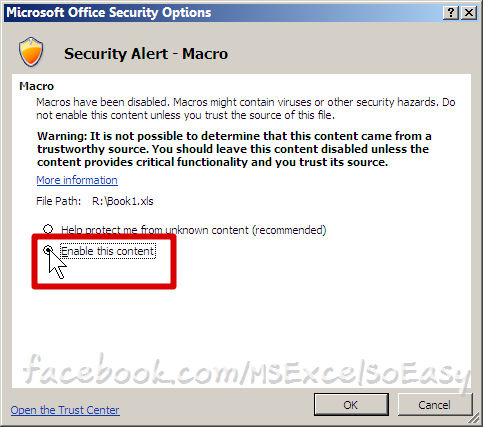 Microsoft Office Security Options
Security Alert - Macro
Macro
Macros have been disabled. Macros might contain viruses or other security hazards. Do
not enable this content unless you trust the source of this file.
Warning: It is not possible to determine that this content came from a
trustworthy source. You should leave this content disabled unless the
content provides critical functionality and you trust its source.
More information
File Path: R:\Book1.xls
Help protect me from unknown content (recommended)
Enable this content
facebook.com/MSExcelsoEasy
Open the Trust Center
OK
Cancel